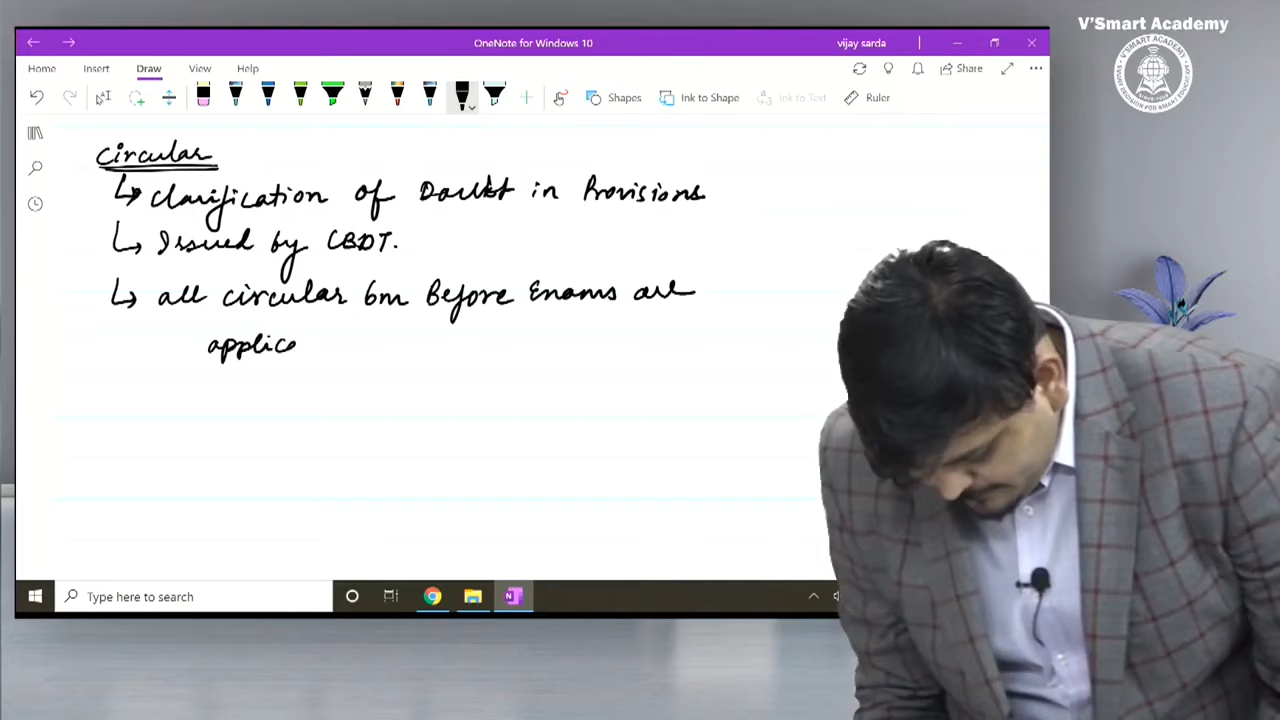 V'Smart Academy
OneNote for Windows 10
vijay sarda
Home Insert Draw View Help
Share
Shapes
Ink to Shape
Ink to Text
Ruler
Circular
↳ Clarification of Doubt in Provisions
↳ Issued by CBDT.
↳ all circular 6m Before Exams are
applica
Type here to search